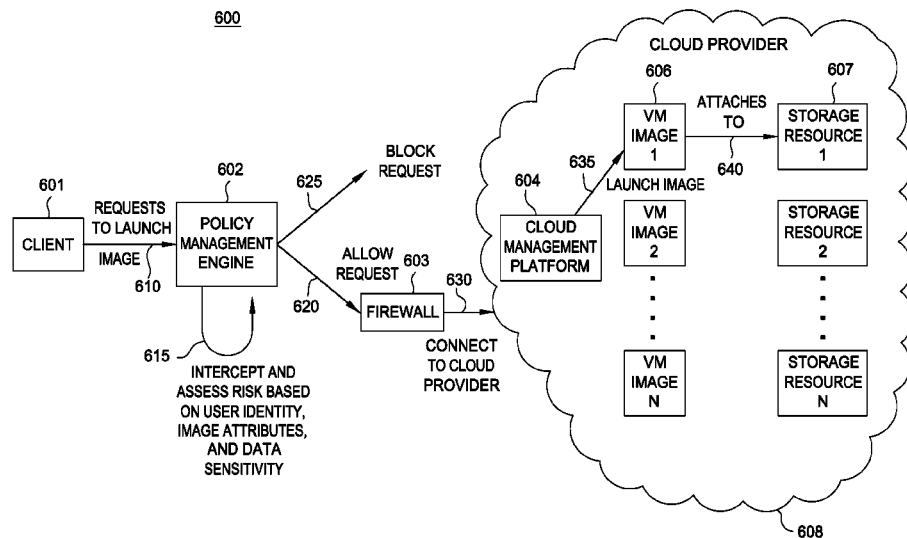 600
CLOUD PROVIDER
606
607
VM
IMAGE
1
ATTACHES
TO
640
STORAGE
RESOURCE
1
635
LAUNCH IMAGE
604
CLOUD
MANAGEMENT
PLATFORM
VM
IMAGE
2
STORAGE
RESOURCE
2
VM
IMAGE
N
STORAGE
RESOURCE
N
608
BLOCK
REQUEST
625
602
POLICY
MANAGEMENT
ENGINE
601
CLIENT
REQUESTS
TO LAUNCH
IMAGE
610
ALLOW
REQUEST
620
603
FIREWALL
630
CONNECT
TO CLOUD
PROVIDER
615
INTERCEPT AND
ASSESS RISK BASED
ON USER IDENTITY,
IMAGE ATTRIBUTES,
AND DATA
SENSITIVITY